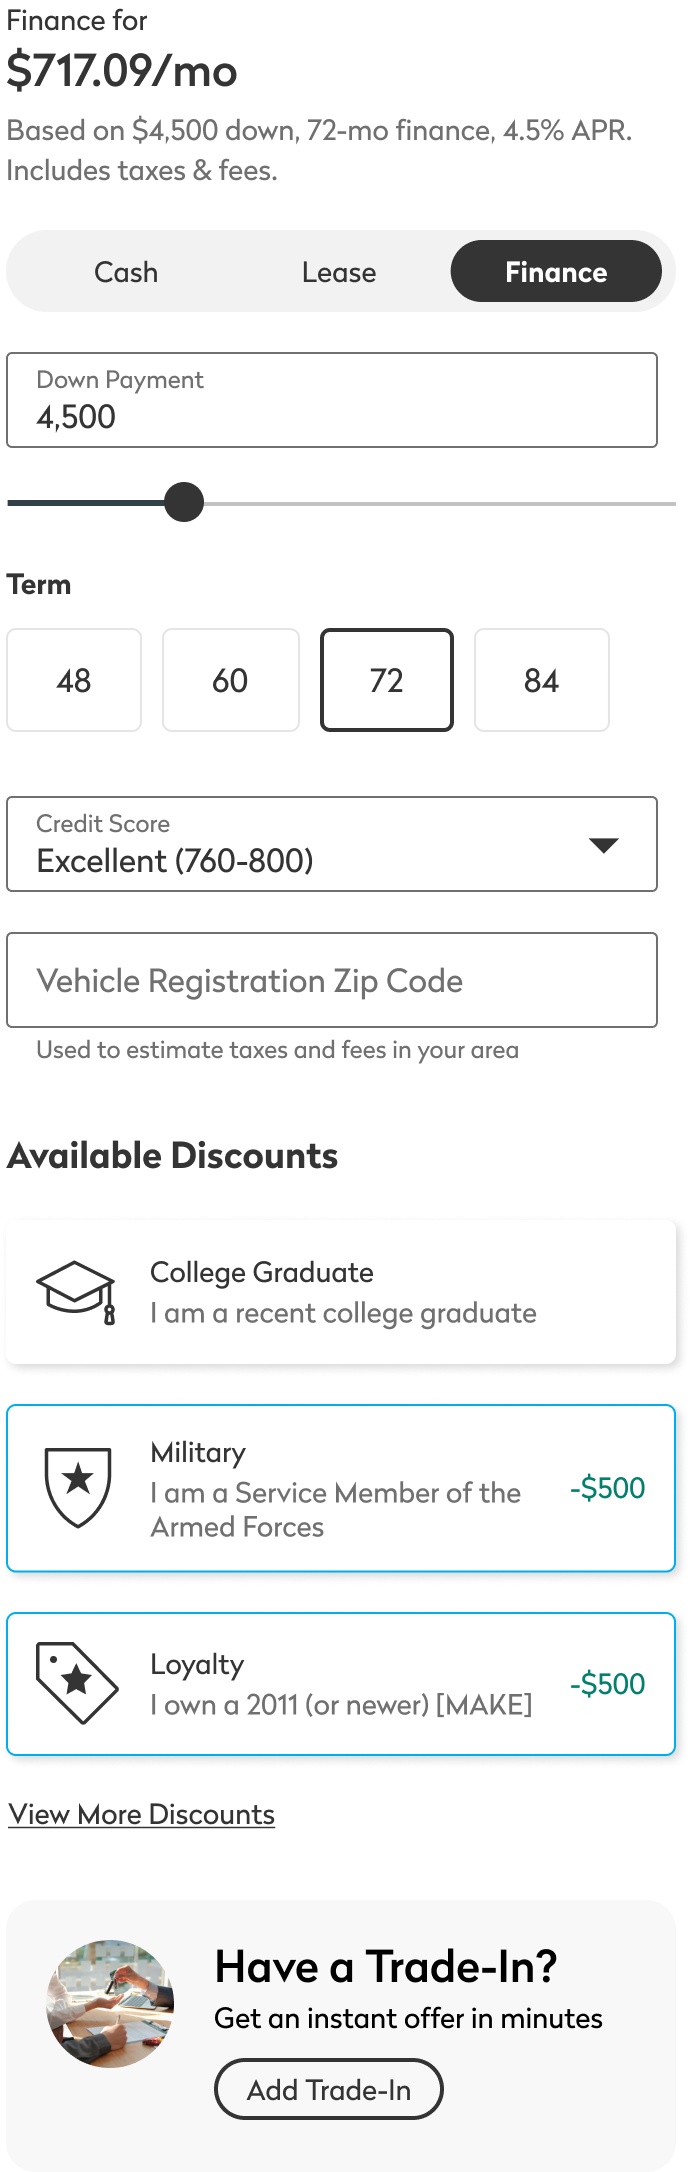 Finance for
$717.09/mo
Based on $4,500 down, 72-mo finance, 4.5% APR.
Includes taxes & fees.
Cash Lease Finance
Down Payment
4,500
Term
48 60 72 84
Credit Score
Excellent (760-800)
Vehicle Registration Zip Code
Used to estimate taxes and fees in your area
Available Discounts
College Graduate
I am a recent college graduate
Military
I am a Service Member of the
Armed Forces
-$500
Loyalty
I own a 2011 (or newer) [MAKE]
-$500
View More Discounts
Have a Trade-In?
Get an instant offer in minutes
Add Trade-In